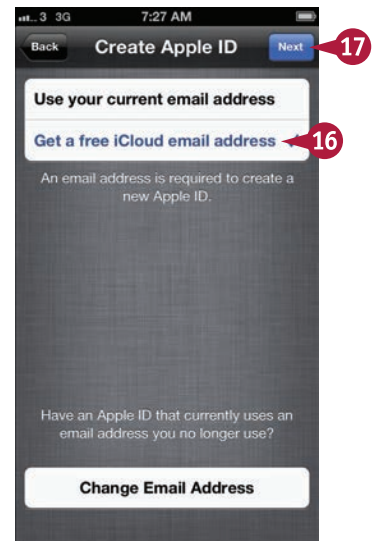 3 3G 7:27 AM
Back Create Apple ID Next 17
Use your current email address
Get a free iCloud email address 16
An email address is required to create a
new Apple ID.
Have an Apple ID that currently uses an
email address you no longer use?
Change Email Address